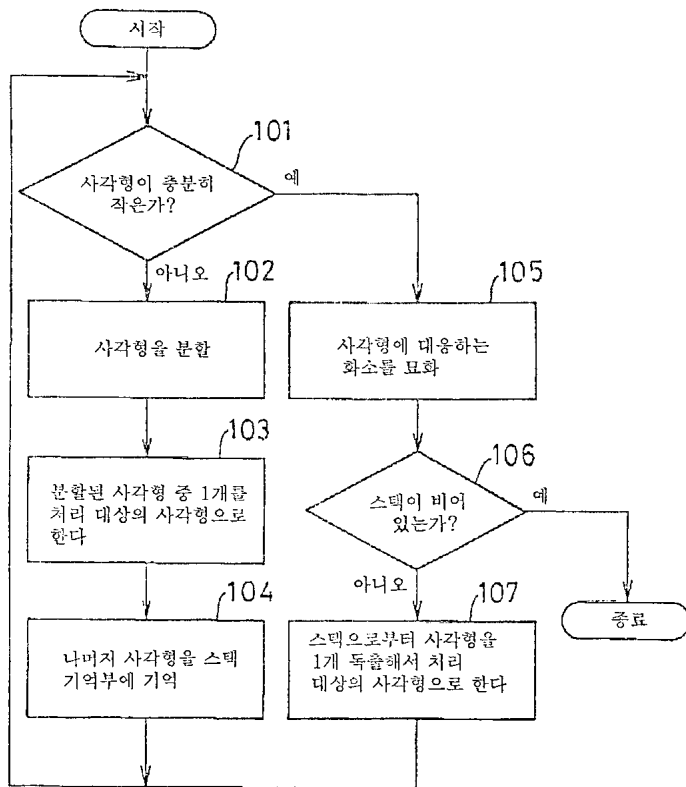 시작
101
사각형이 충분히
작은가?
예
아니오
102
사각형을 분할
103
분할된 사각형 중 1개를
처리 대상의 사각형으로
한다
104
나머지 사각형을 스택
기억부에 기억
105
사각형에 대응하는
화소를 묘화
106
스택이 비어
있는가?
예
아니오
107
스택으로부터 사각형을
1개 독출해서 처리
대상의 사각형으로 한다
종료